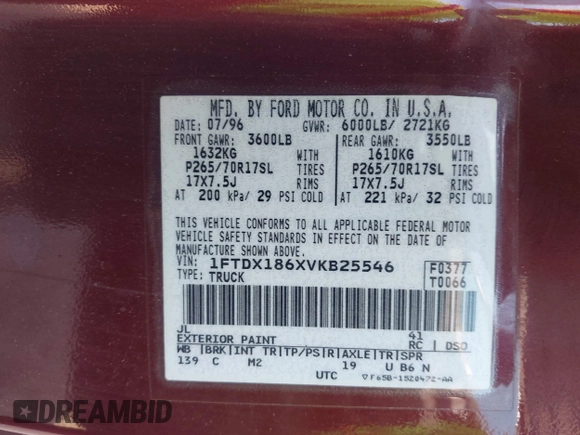 MFD. BY FORD MOTOR CO. IN U.S.A.
DATE: 07/96 GVWR: 6000LB/ 2721KG
FRONT GAWR: 3600LB REAR GAWR: 3550LB
1632KG WITH 1610KG WITH
P265/70R17SL TIRES P265/70R17SL TIRES
17X7.5J RIMS 17X7.5J RIMS
AT 200 kPa/ 29 PSI COLD AT 221 kPa/ 32 PSI COLD
THIS VEHICLE CONFORMS TO ALL APPLICABLE FEDERAL MOTOR
VEHICLE SAFETY STANDARDS IN EFFECT ON THE DATE OF
MANUFACTURE SHOWN ABOVE.
VIN: 1FTDX186XVKB25546 F0377
TYPE: TRUCK T0066
JL 41
EXTERIOR PAINT RC DSO
WB BRK INT TR TP/PS R AXLE TR SPR
139 C M2 19 U B6 N
UTC ▽F65B-1520472-AA
DREAMBID